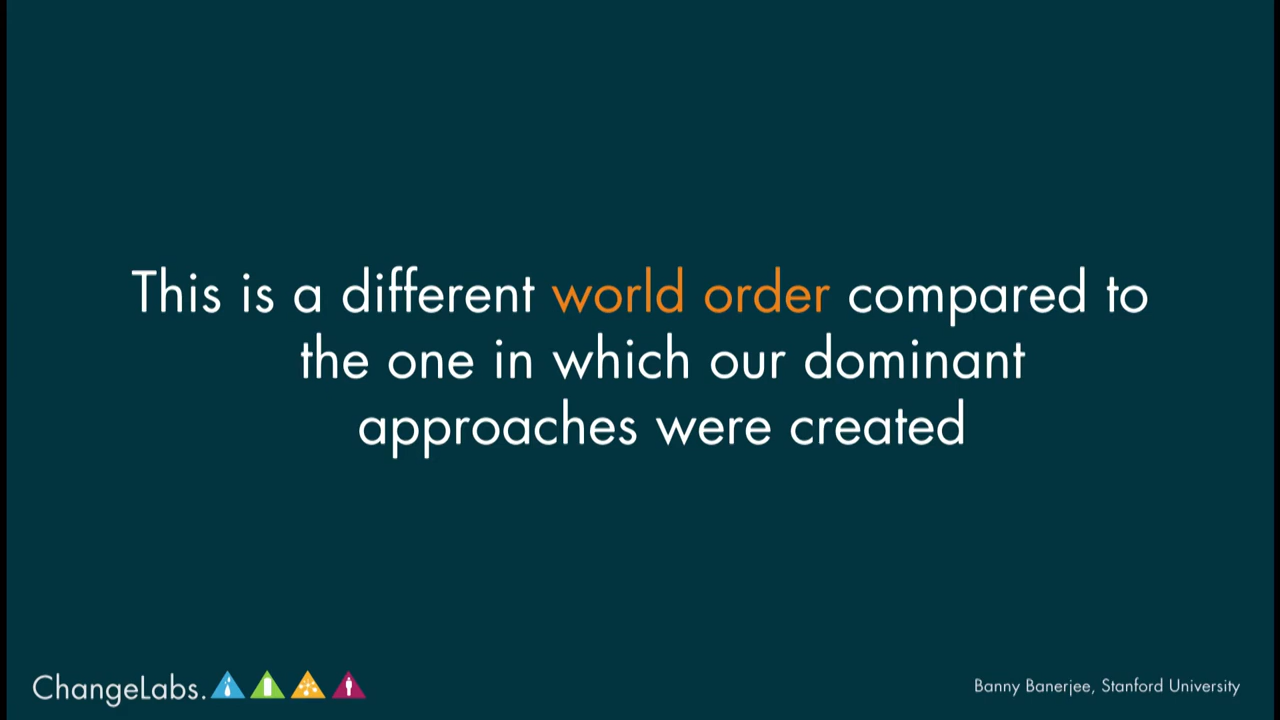 This is a different world order compared to
the one in which our dominant
approaches were created
ChangeLabs.
Banny Banerjee, Stanford University